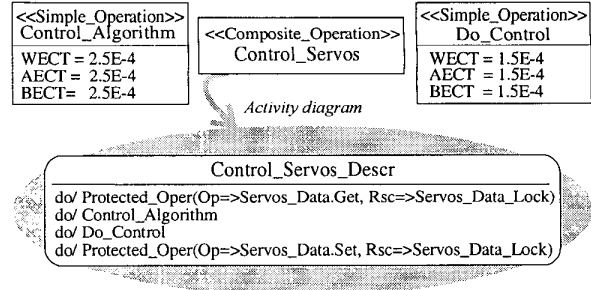 <<Simple_Operation>>
Control_Algorithm
WECT = 2.5E-4
AECT = 2.5E-4
BECT= 2.5E-4
<<Composite_Operation>>
Control_Servos
<<Simple_Operation>>
Do_Control
WECT = 1.5E-4
AECT = 1.5E-4
BECT = 1.5E-4
Activity diagram
Control_Servos_Descr
do/ Protected_Oper(Op=>Servos_Data.Get, Rsc=>Servos_Data_Lock)
do/ Control_Algorithm
do/ Do_Control
do/ Protected_Oper(Op=>Servos_Data.Set, Rsc=>Servos_Data_Lock)